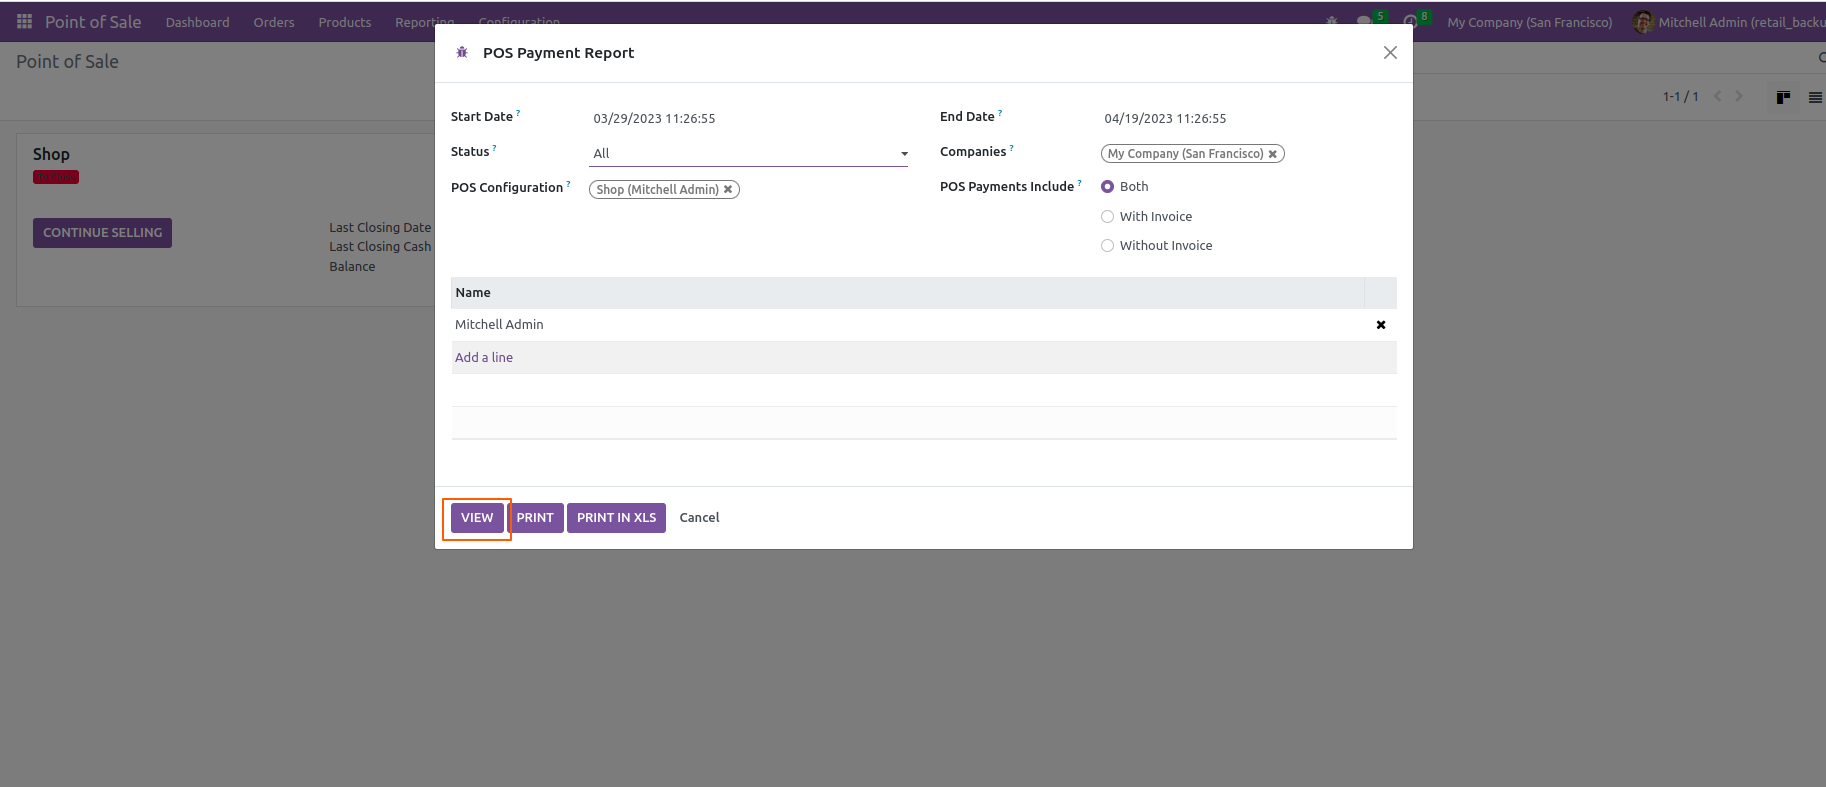 Point of Sale Dashboard Orders Products Reporting Configuration 5 8 My Company (San Francisco) Mitchell Admin (retail_backu
Point of Sale
1-1 / 1
Shop
CONTINUE SELLING
Last Closing Date
Last Closing Cash
Balance
POS Payment Report
Start Date ? 03/29/2023 11:26:55 End Date ? 04/19/2023 11:26:55
Status ? All Companies ? My Company (San Francisco)
POS Configuration ? Shop (Mitchell Admin) POS Payments Include ? Both
With Invoice
Without Invoice
Name
Mitchell Admin
Add a line
VIEW PRINT PRINT IN XLS Cancel